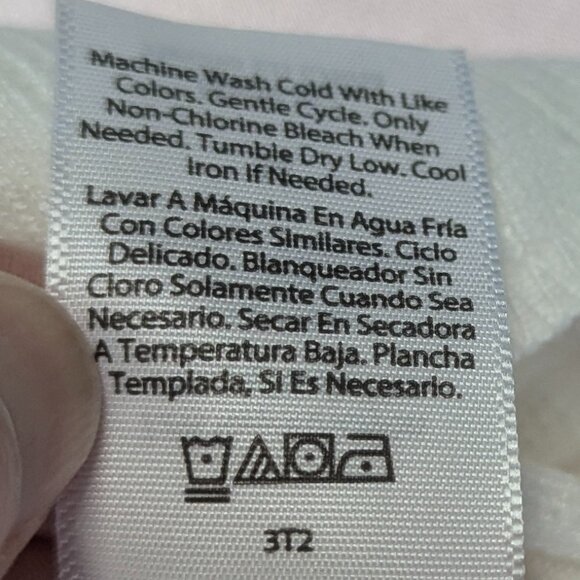 Machine Wash Cold With Like
Colors. Gentle Cycle. Only
Non-Chlorine Bleach When
Needed. Tumble Dry Low. Cool
Iron If Needed.
Lavar A Máquina En Agua Fría
Con Colores Similares. Ciclo
Delicado. Blanqueador Sin
Cloro Solamente Cuando Sea
Necesario. Secar En Secadora
A Temperatura Baja. Plancha
Templada, Si Es Necesario.
3T2